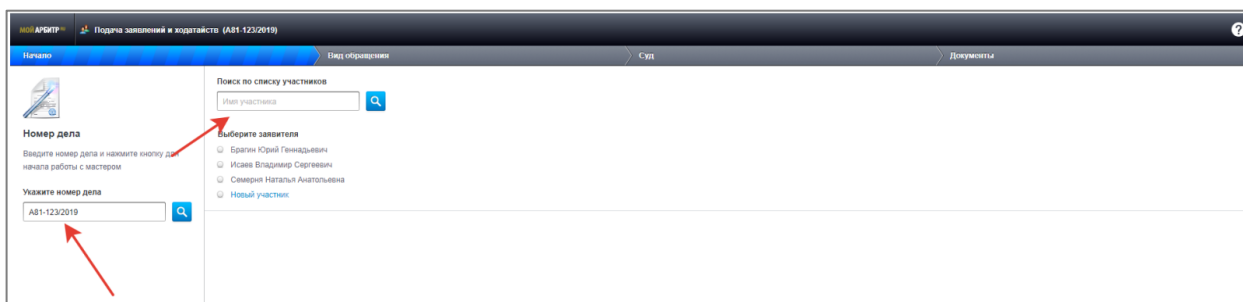 МОЙ АРБИТР Подача заявлений и ходатайств (А81-123/2019) ?
Начало Вид обращения Суд Документы
Поиск по списку участников
Имя участника
Номер дела
Введите номер дела и нажмите кнопку для
начала работы с мастером
Укажите номер дела
А81-123/2019
Выберите заявителя
Брагин Юрий Геннадьевич
Исаев Владимир Сергеевич
Семерня Наталья Анатольевна
Новый участник